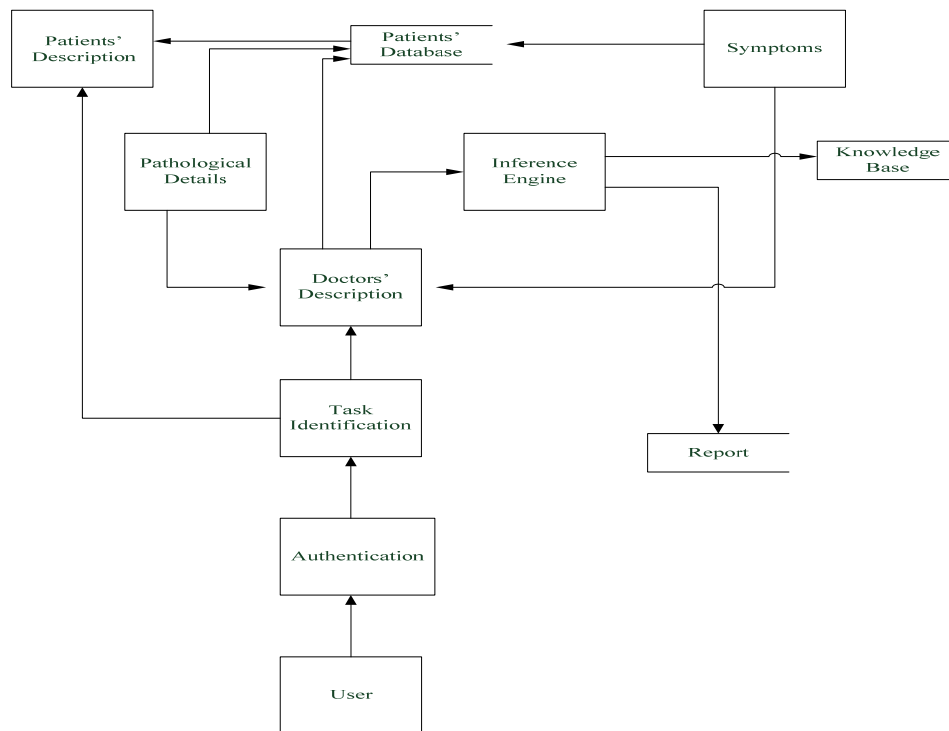 Patients’
Description
Patients’
Database
Symptoms
Pathological
Details
Inference
Engine
Knowledge
Base
Doctors’
Description
Task
Identification
Report
Authentication
User